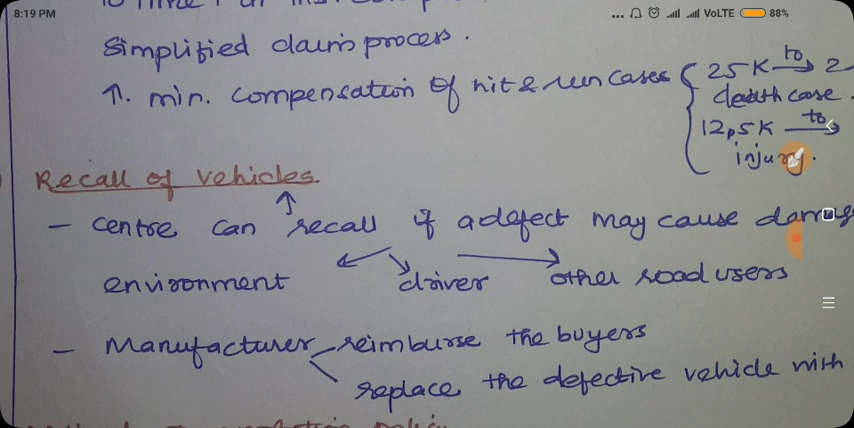 8:19 PM ... VoLTE 88%
Simplified claims process.
↑. min. compensation of hit & run cases { 25K to → 2
death case.
12,5K to →
injury.
Recall of vehicles.
- Centre can recall if a defect may cause
environment driver other road users
- Manufacturer reimburse the buyers
replace the defective vehicle with